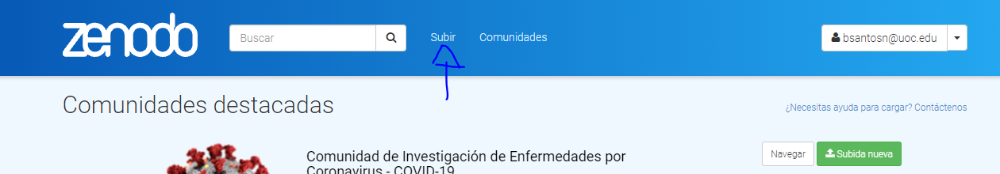 zenodo
Buscar
Subir
Comunidades
bsantosn@uoc.edu
Comunidades destacadas
¿Necesitas ayuda para cargar? Contáctenos
Comunidad de Investigación de Enfermedades por
Coronavirus - COVID-19
Navegar
Subida nueva